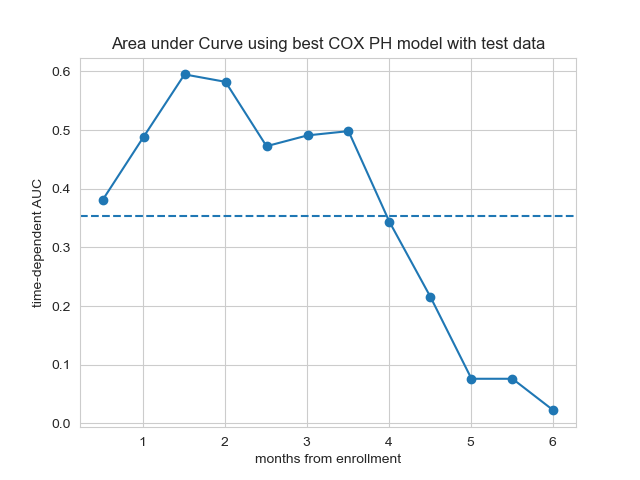 Area under Curve using best COX PH model with test data
time-dependent AUC
0.6
0.5
0.4
0.3
0.2
0.1
0.0
1 2 3 4 5 6
months from enrollment